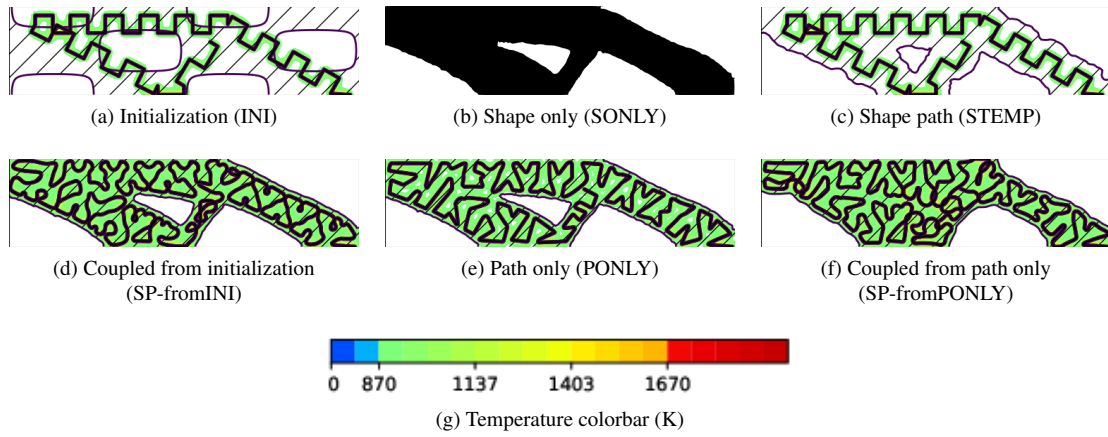 (a) Initialization (INI)
(b) Shape only (SONLY)
(c) Shape path (STEMP)
(d) Coupled from initialization
(SP-fromINI)
(e) Path only (PONLY)
(f) Coupled from path only
(SP-fromPONLY)
0 870 1137 1403 1670
(g) Temperature colorbar (K)